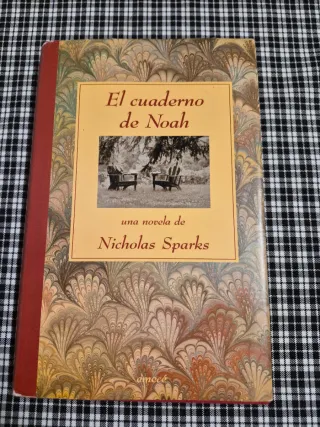 El cuaderno
de Noah
una novela de
Nicholas Sparks
emecé